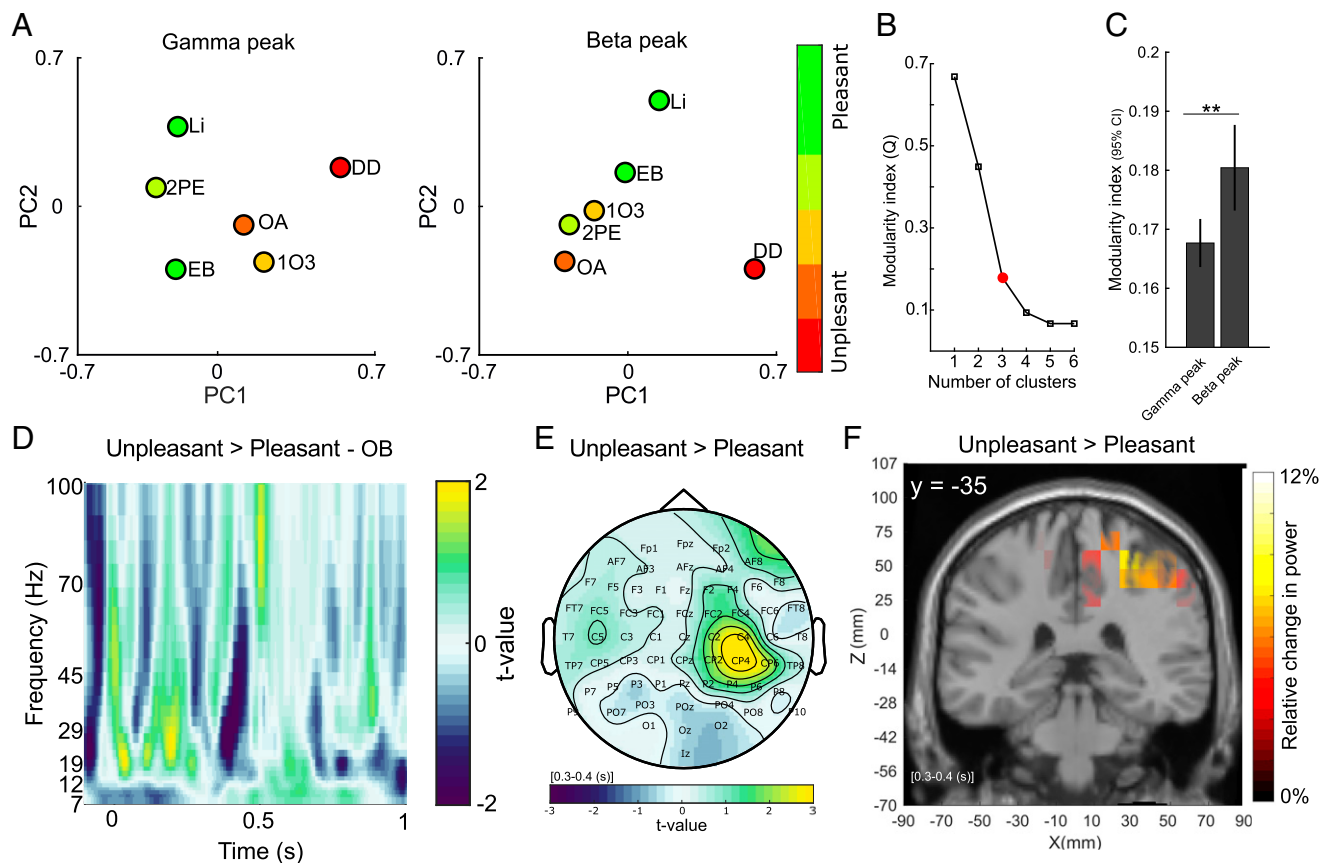 A
Gamma peak
0.7
PC2
0
-0.7
-0.7
0
0.7
PC1
Li
2PE
DD
OA
EB
1O3
Beta peak
0.7
PC2
0
-0.7
-0.7
0
0.7
PC1
Li
EB
1O3
2PE
OA
DD
Pleasant
Unplesant
B
Modularity index (Q)
0.7
0.5
0.3
0.1
1 2 3 4 5 6
Number of clusters
C
Modularity index (95% CI)
0.2
0.19
0.18
0.17
0.16
0.15
**
Gamma peak
Beta peak
D
Unpleasant > Pleasant - OB
Frequency (Hz)
100
70
45
29
19
12
7
0 0.5 1
Time (s)
2
0
-2
t-value
E
Unpleasant > Pleasant
Fp1 Fpz Fp2
AF7 AF3 AFz AF4 AF8
F7 F5 F3 F1 Fz F2 F4 F6 F8
FT7 FC5 FC3 FC1 FCz FC2 FC4 FC6 FT8
T7 C5 C3 C1 Cz C2 C4 C6 T8
TP7 CP5 CP3 CP1 CPz CP2 CP4 CP6 TP8
P9 P7 P5 P3 P1 Pz P2 P4 P6 P8 P10
PO7 PO3 POz PO4 PO8
O1 Oz O2
Iz
[0.3-0.4 (s)]
-3 -2 -1 0 1 2 3
t-value
F
Unpleasant > Pleasant
y = -35
Z (mm)
107
100
75
50
25
0
-14
-28
-42
-56
-70
[0.3-0.4 (s)]
-90 -70 -50 -30 -10 10 30 50 70 90
X(mm)
12%
0%
Relative change in power